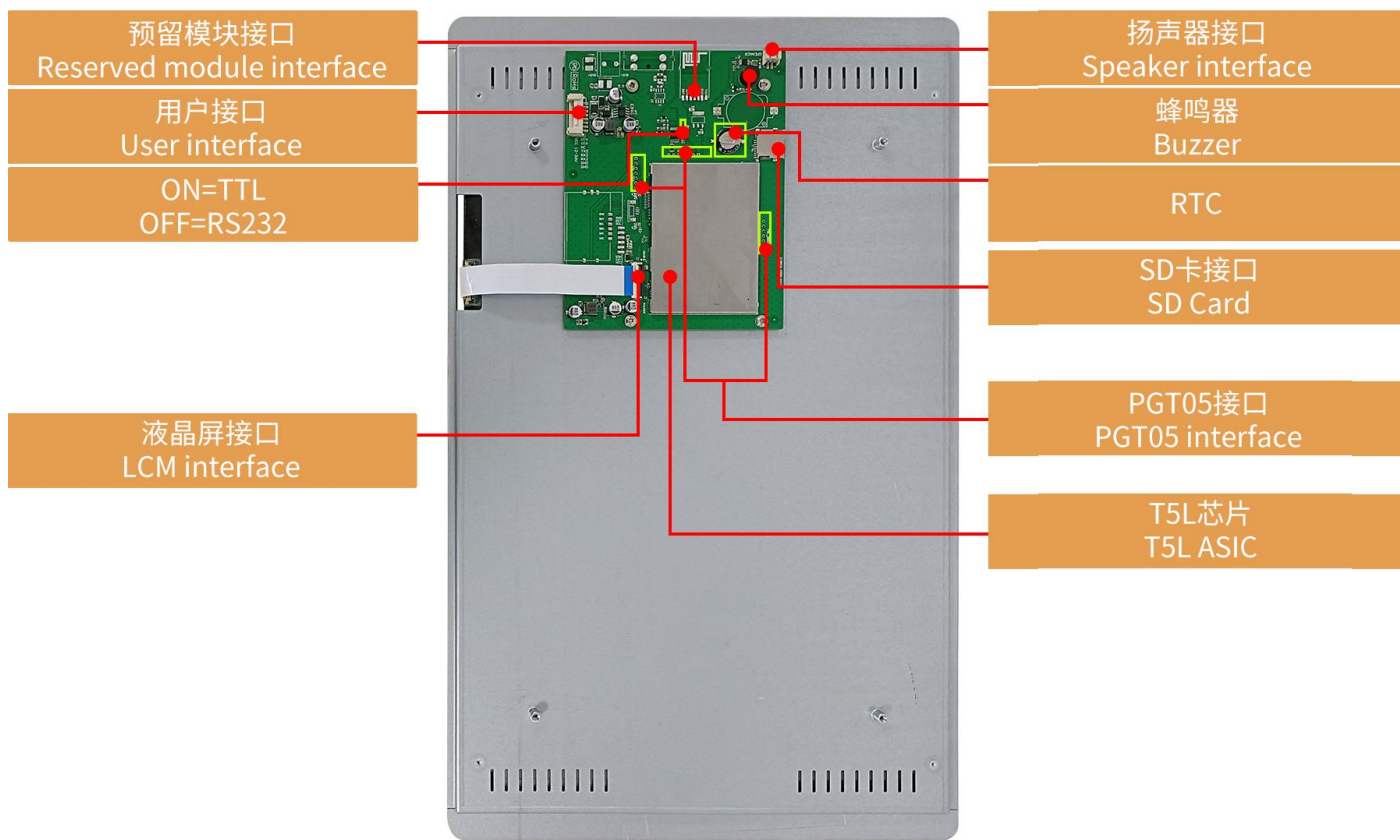 预留模块接口
Reserved module interface
用户接口
User interface
ON=TTL
OFF=RS232
液晶屏接口
LCM interface
扬声器接口
Speaker interface
蜂鸣器
Buzzer
RTC
SD卡接口
SD Card
PGT05接口
PGT05 interface
T5L芯片
T5L ASIC